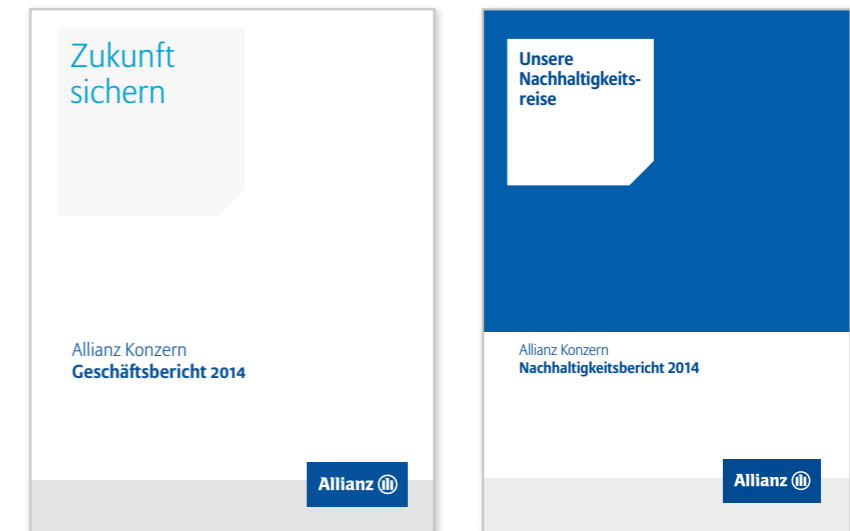 Zukunft
sichern
Allianz Konzern
Geschäftsbericht 2014
Allianz
Unsere
Nachhaltigkeits-
reise
Allianz Konzern
Nachhaltigkeitsbericht 2014
Allianz